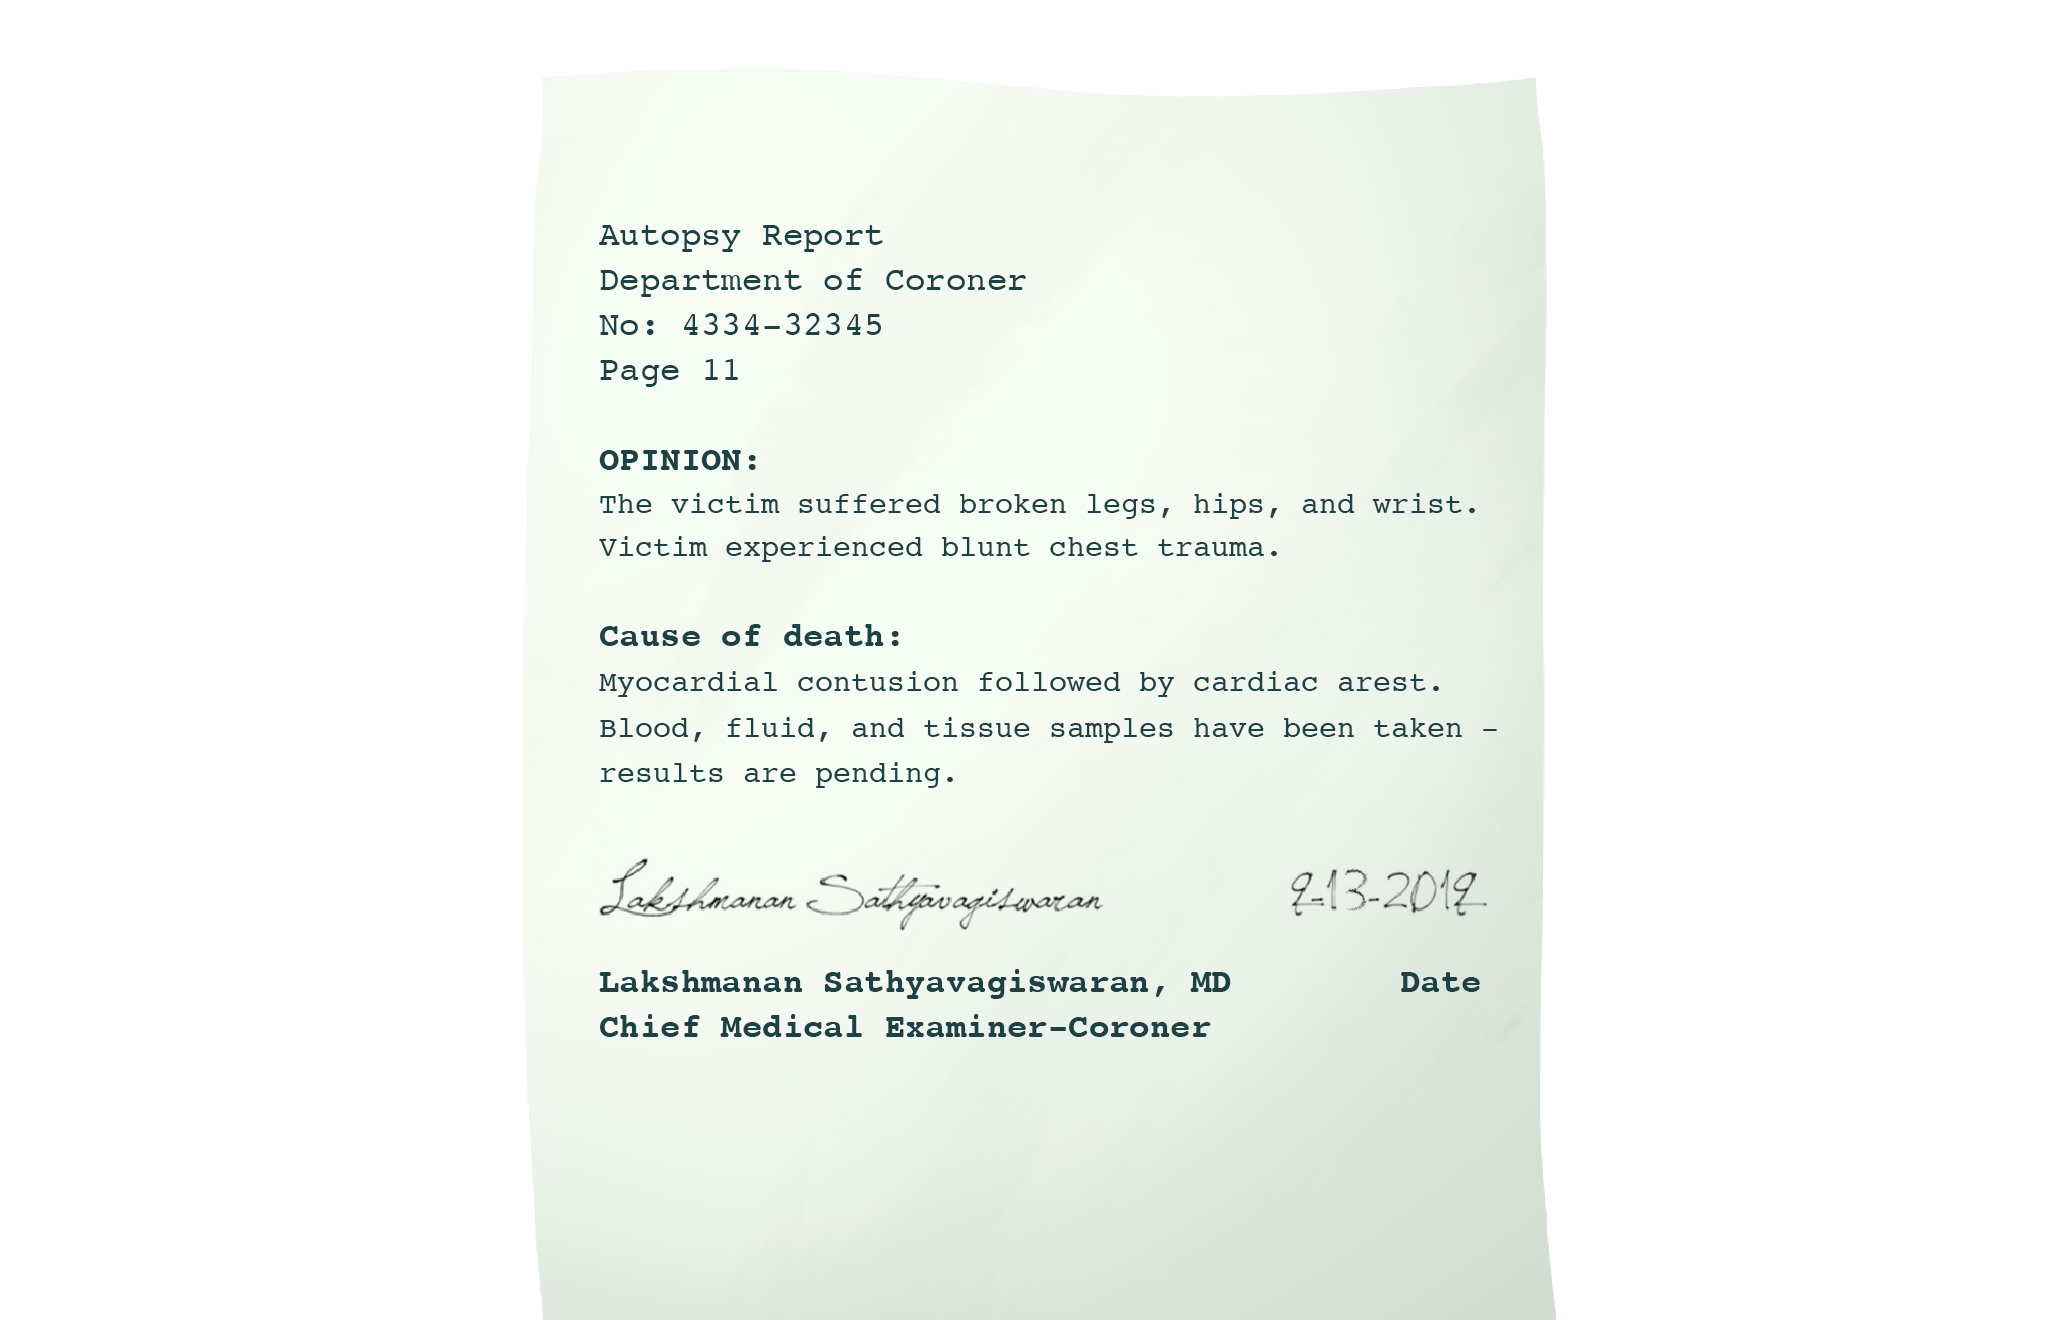 Autopsy Report
Department of Coroner
No: 4334-32345
Page 11
OPINION:
The victim suffered broken legs, hips, and wrist.
Victim experienced blunt chest trauma.
Cause of death:
Myocardial contusion followed by cardiac arest.
Blood, fluid, and tissue samples have been taken -
results are pending.
Lakshmanan Sathyavagiswaran 2-13-2012
Lakshmanan Sathyavagiswaran, MD Date
Chief Medical Examiner-Coroner